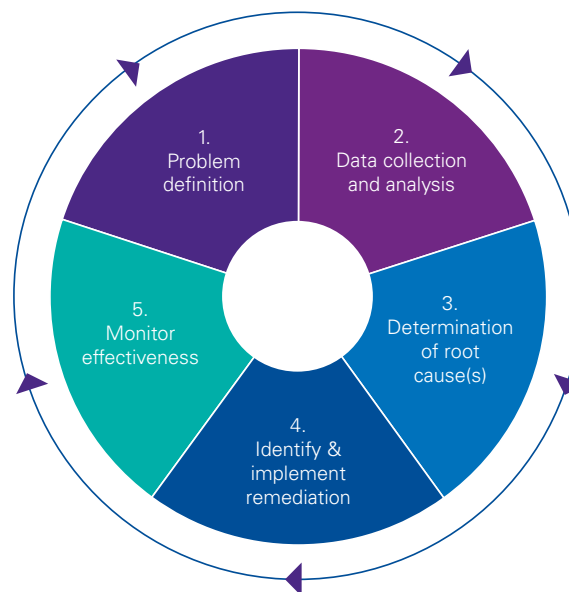 1.
Problem
definition
2.
Data collection
and analysis
3.
Determination
of root
cause(s)
4.
Identify &
implement
remediation
5.
Monitor
effectiveness